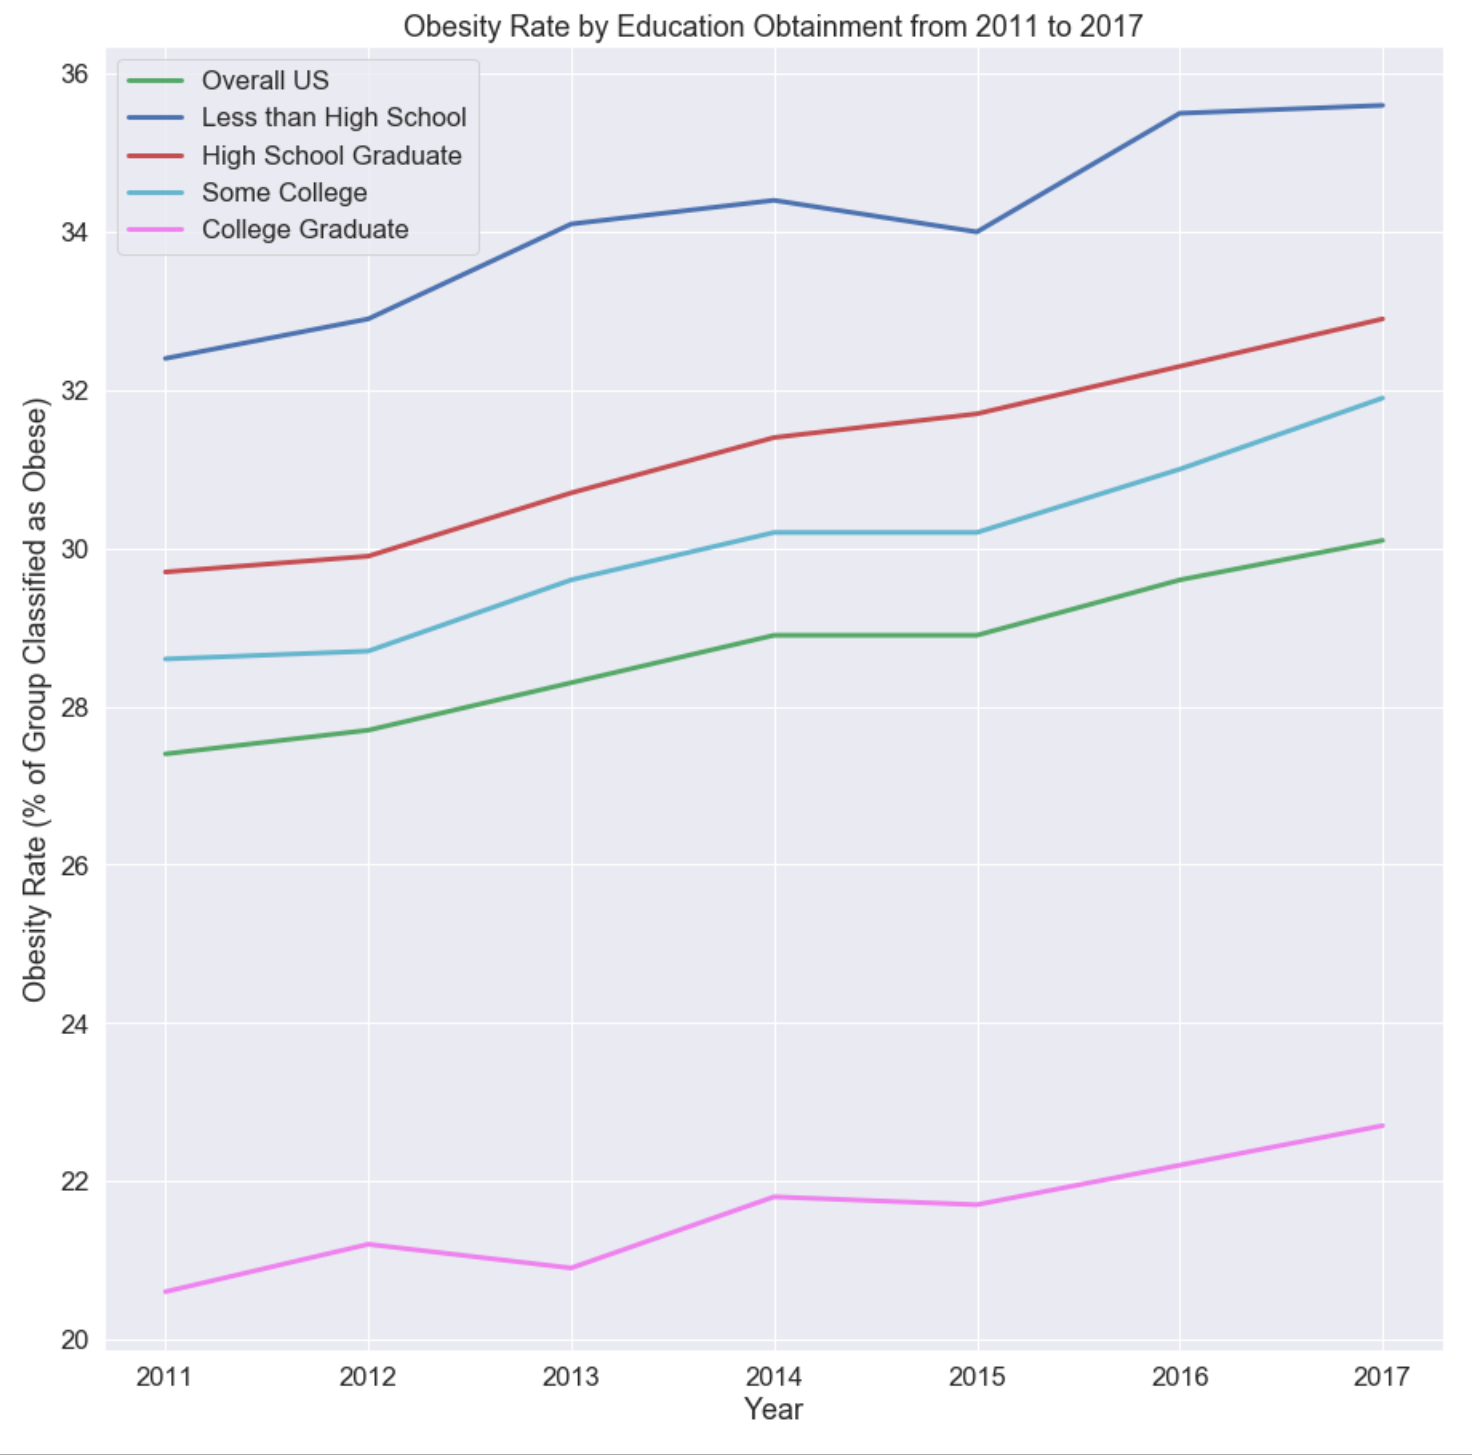 Obesity Rate by Education Obtainment from 2011 to 2017
Overall US
Less than High School
High School Graduate
Some College
College Graduate
Obesity Rate (% of Group Classified as Obese)
36
34
32
30
28
26
24
22
20
2011 2012 2013 2014 2015 2016 2017
Year